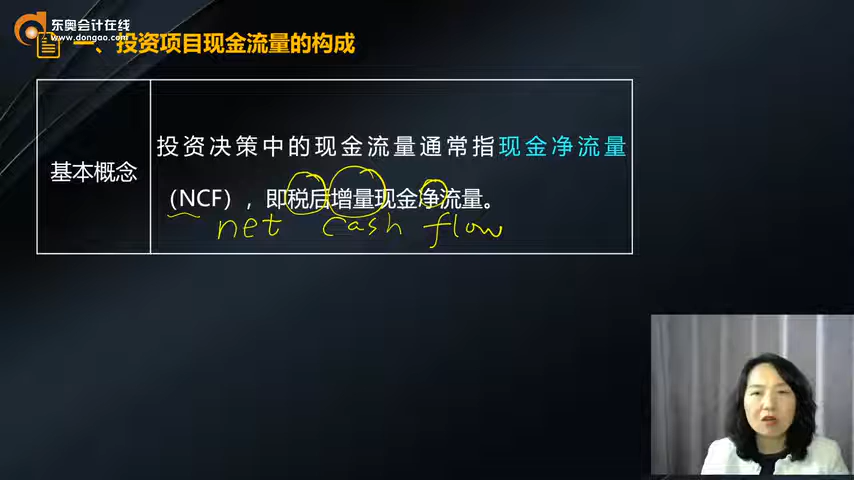 东奥会计在线
www.dongao.com
一、投资项目现金流量的构成
基本概念
投资决策中的现金流量通常指现金净流量
（NCF），即税后增量现金净流量。
net cash flow